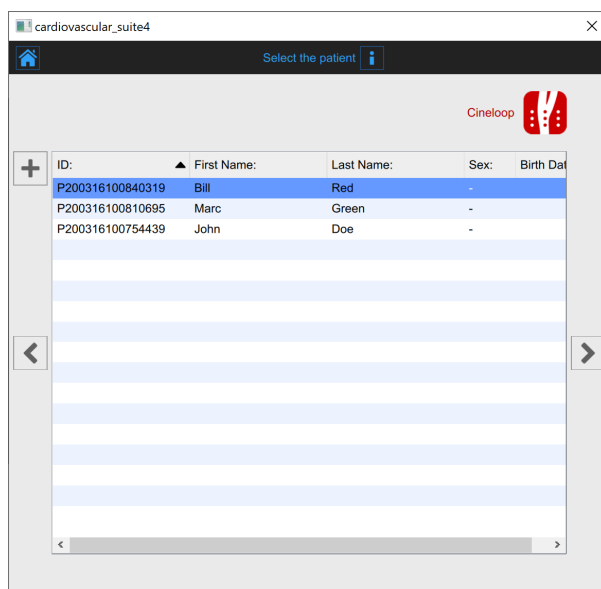 cardiovascular_suite4
Select the patient
Cineloop
ID: First Name: Last Name: Sex: Birth Dat
P200316100840319 Bill Red -
P200316100810695 Marc Green -
P200316100754439 John Doe -